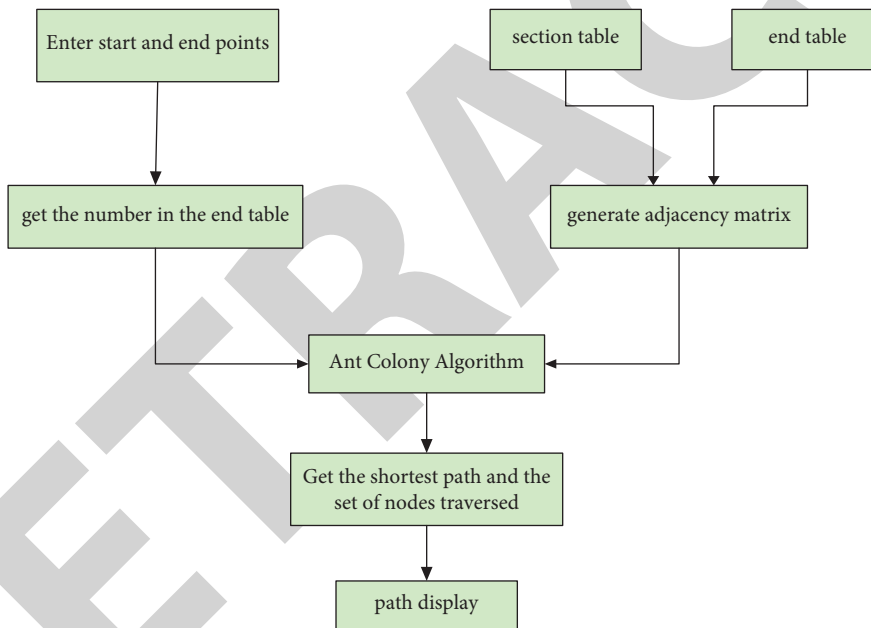 Enter start and end points
section table
end table
get the number in the end table
generate adjacency matrix
Ant Colony Algorithm
Get the shortest path and the
set of nodes traversed
path display
ETRAC